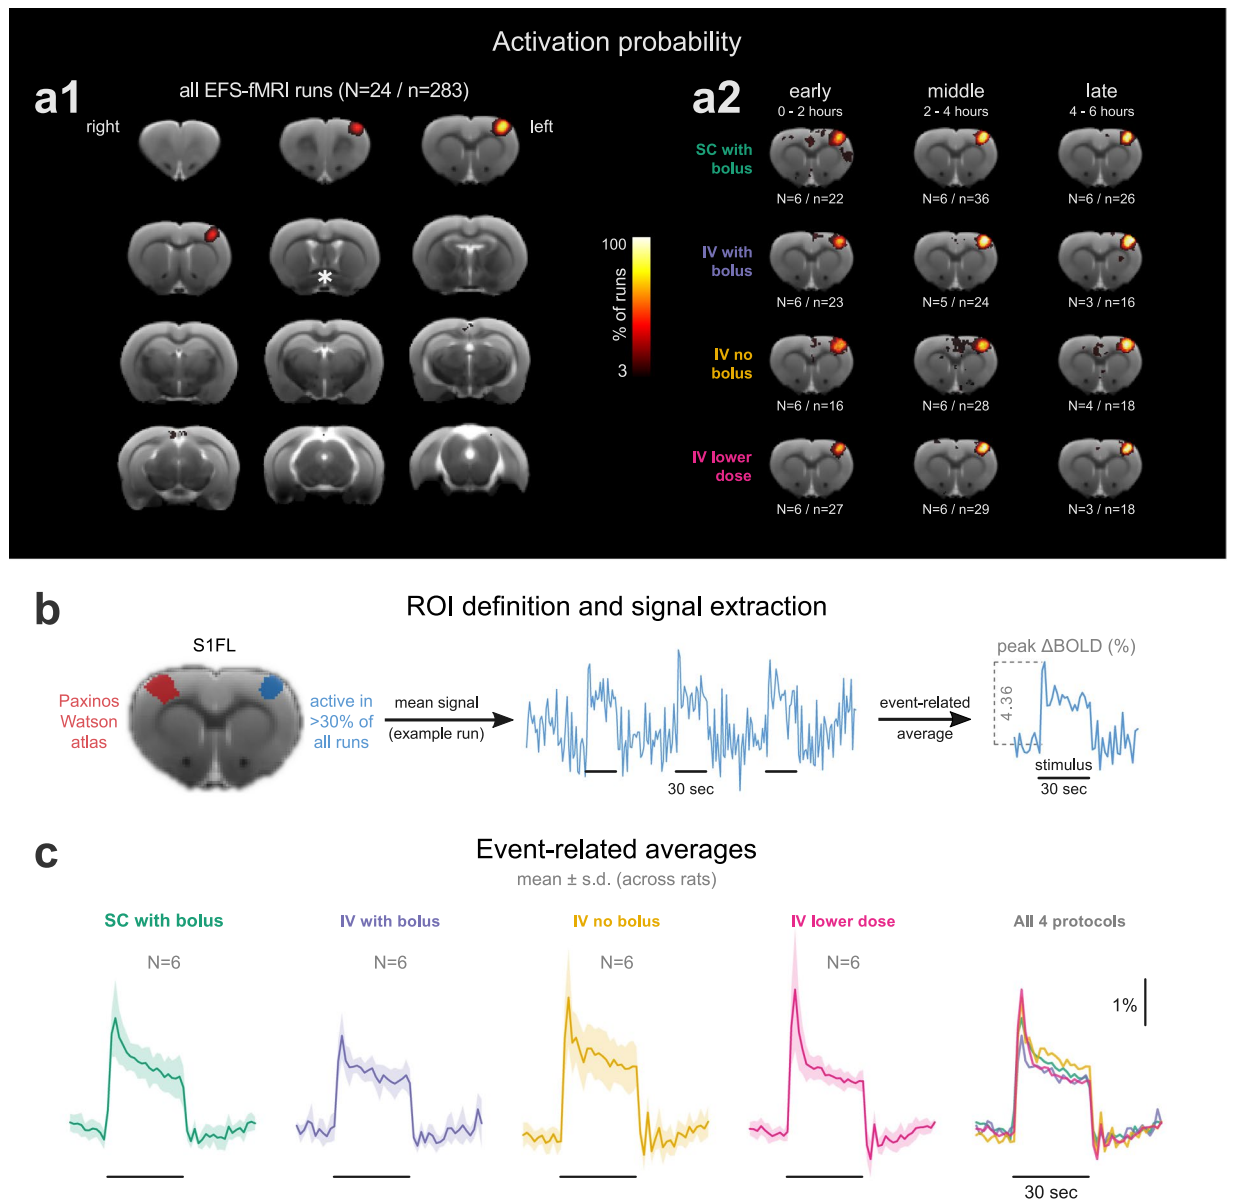 Activation probability
a1
all EFS-fMRI runs (N=24 / n=283)
right
left
*
100
% of runs
3
a2
early
0 - 2 hours
middle
2 - 4 hours
late
4 - 6 hours
SC with
bolus
N=6 / n=22
N=6 / n=36
N=6 / n=26
IV with
bolus
N=6 / n=23
N=5 / n=24
N=3 / n=16
IV no
bolus
N=6 / n=16
N=6 / n=28
N=4 / n=18
IV lower
dose
N=6 / n=27
N=6 / n=29
N=3 / n=18
b
ROI definition and signal extraction
S1FL
Paxinos
Watson
atlas
active in
>30% of
all runs
mean signal
(example run)
30 sec
event-related
average
peak ΔBOLD (%)
4.36
stimulus
30 sec
c
Event-related averages
mean ± s.d. (across rats)
SC with bolus
IV with bolus
IV no bolus
IV lower dose
All 4 protocols
N=6
N=6
N=6
N=6
1%
30 sec